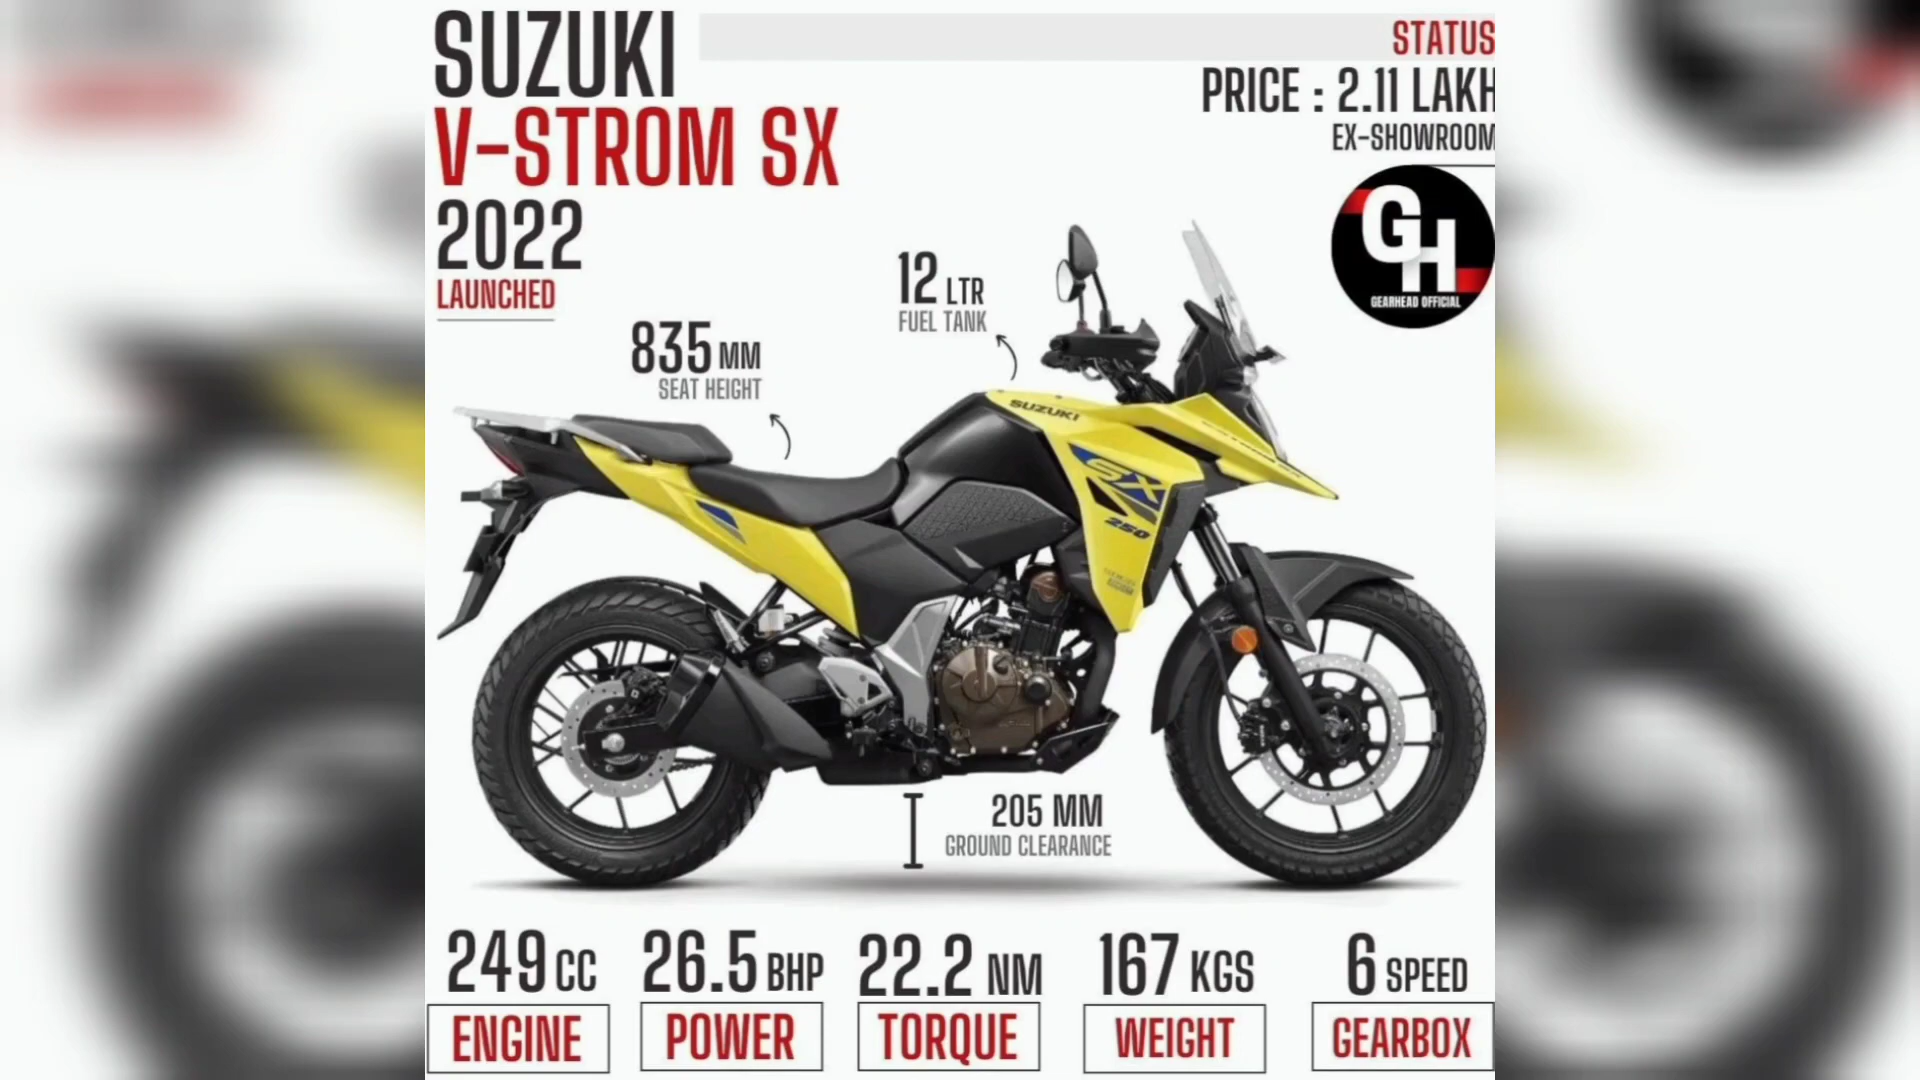 SUZUKI
V-STROM SX
2022
LAUNCHED
STATUS
PRICE : 2.11 LAKH
EX-SHOWROOM
GH
GEARHEAD OFFICIAL
12 LTR
FUEL TANK
835 MM
SEAT HEIGHT
SUZUKI
SX
250
205 MM
GROUND CLEARANCE
249 CC
ENGINE
26.5 BHP
POWER
22.2 NM
TORQUE
167 KGS
WEIGHT
6 SPEED
GEARBOX